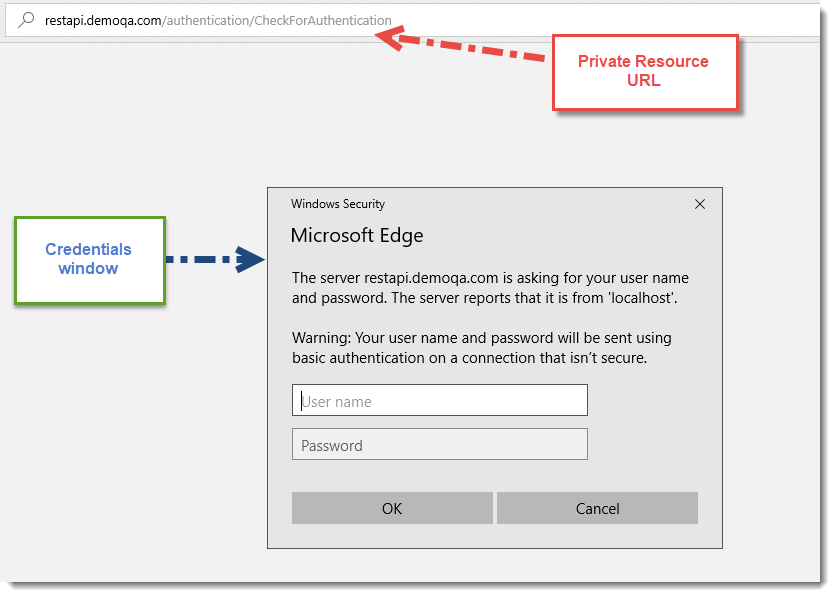 restapi.demoqa.com/authentication/CheckForAuthentication
Private Resource
URL
Windows Security
Microsoft Edge
Credentials
window
The server restapi.demoqa.com is asking for your user name
and password. The server reports that it is from 'localhost'.
Warning: Your user name and password will be sent using
basic authentication on a connection that isn’t secure.
User name
Password
OK
Cancel